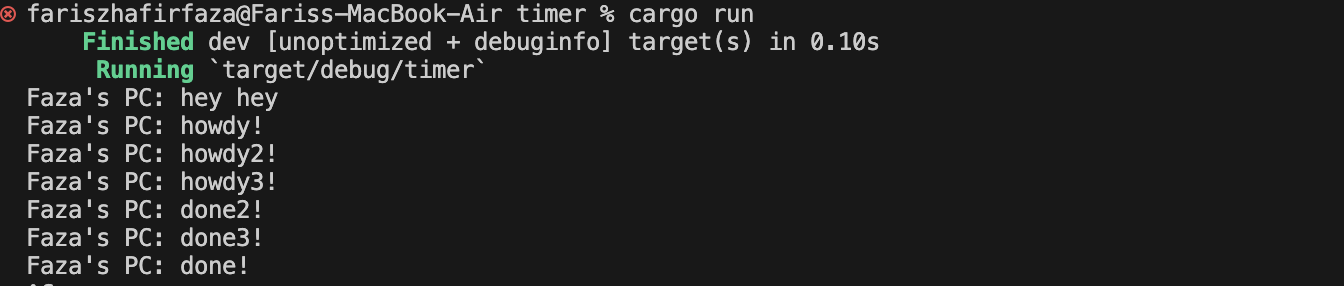 fariszhafirfaza@Fariss-MacBook-Air timer % cargo run
Finished dev [unoptimized + debuginfo] target(s) in 0.10s
Running `target/debug/timer`
Faza's PC: hey hey
Faza's PC: howdy!
Faza's PC: howdy2!
Faza's PC: howdy3!
Faza's PC: done2!
Faza's PC: done3!
Faza's PC: done!